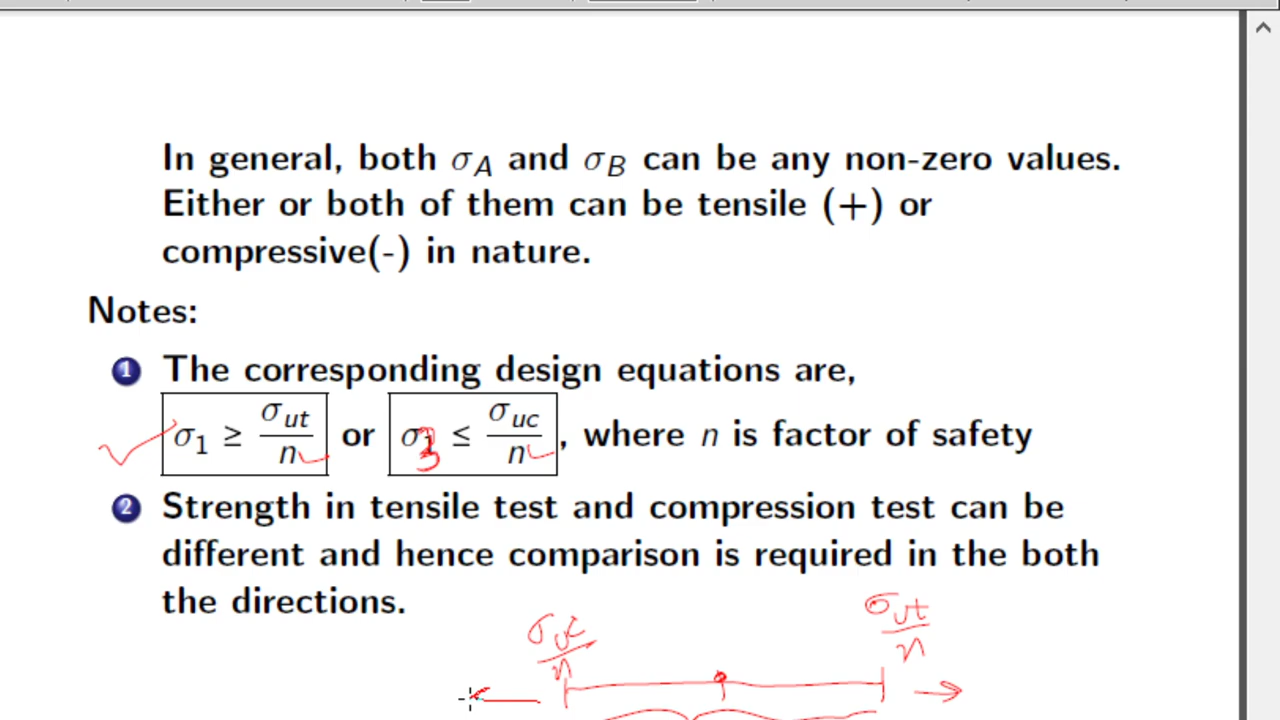 In general, both σA and σB can be any non-zero values.
Either or both of them can be tensile (+) or
compressive(-) in nature.
Notes:
1 The corresponding design equations are,
σ1 ≥ σut/n or σ3 ≤ σuc/n, where n is factor of safety
2 Strength in tensile test and compression test can be
different and hence comparison is required in the both
the directions.
σuc/n σut/n